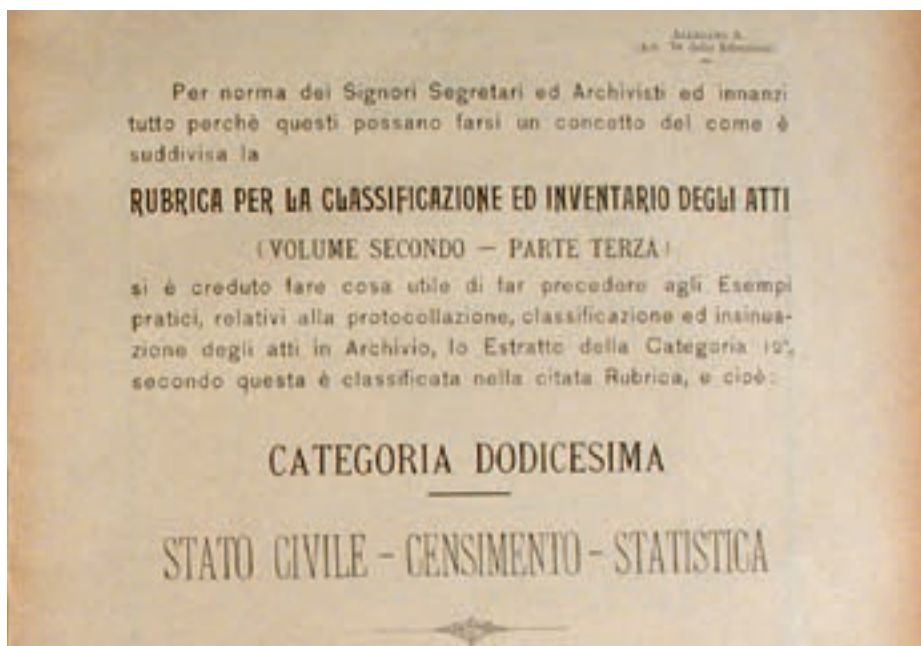 ALLEGATO A.
Per norma dei Signori Segretari ed Archivisti ed innanzi
tutto perchè questi possano farsi un concetto del come è
suddivisa la
RUBRICA PER LA CLASSIFICAZIONE ED INVENTARIO DEGLI ATTI
(VOLUME SECONDO — PARTE TERZA)
si è creduto fare cosa utile di far precedere agli Esempi
pratici, relativi alla protocollazione, classificazione ed insinua-
zione degli atti in Archivio, lo Estratto della Categoria 12ª,
secondo questa è classificata nella citata Rubrica, e cioè:
CATEGORIA DODICESIMA
STATO CIVILE - CENSIMENTO - STATISTICA